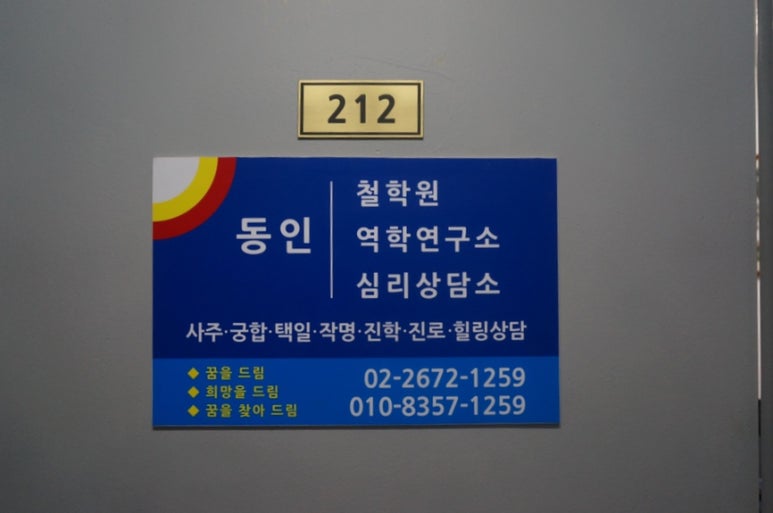 212
동인
철학원
역학연구소
심리상담소
사주·궁합·택일·작명·진학·진로·힐링상담
◆ 꿈을 드림
◆ 희망을 드림
◆ 꿈을 찾아 드림
02-2672-1259
010-8357-1259